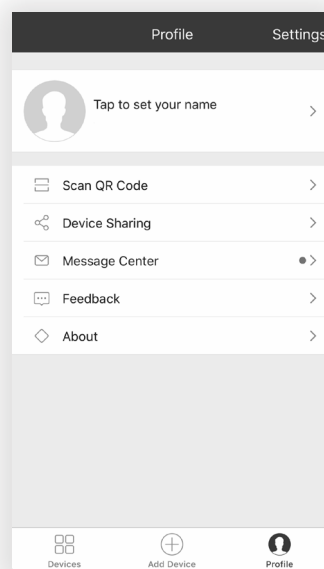 Profile Settings
Tap to set your name
Scan QR Code
Device Sharing
Message Center
Feedback
About
Devices Add Device Profile